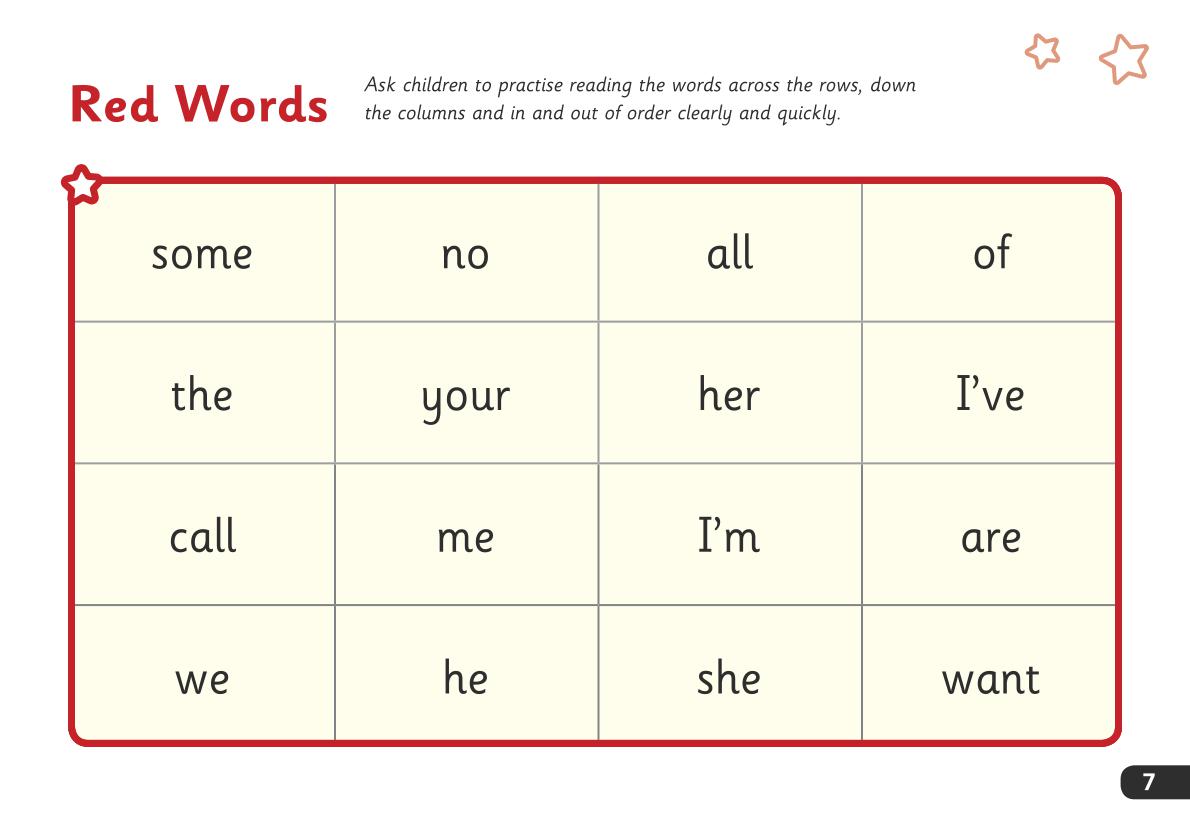 Red Words
Ask children to practise reading the words across the rows, down
the columns and in and out of order clearly and quickly.
some no all of
the your her I’ve
call me I’m are
we he she want
7